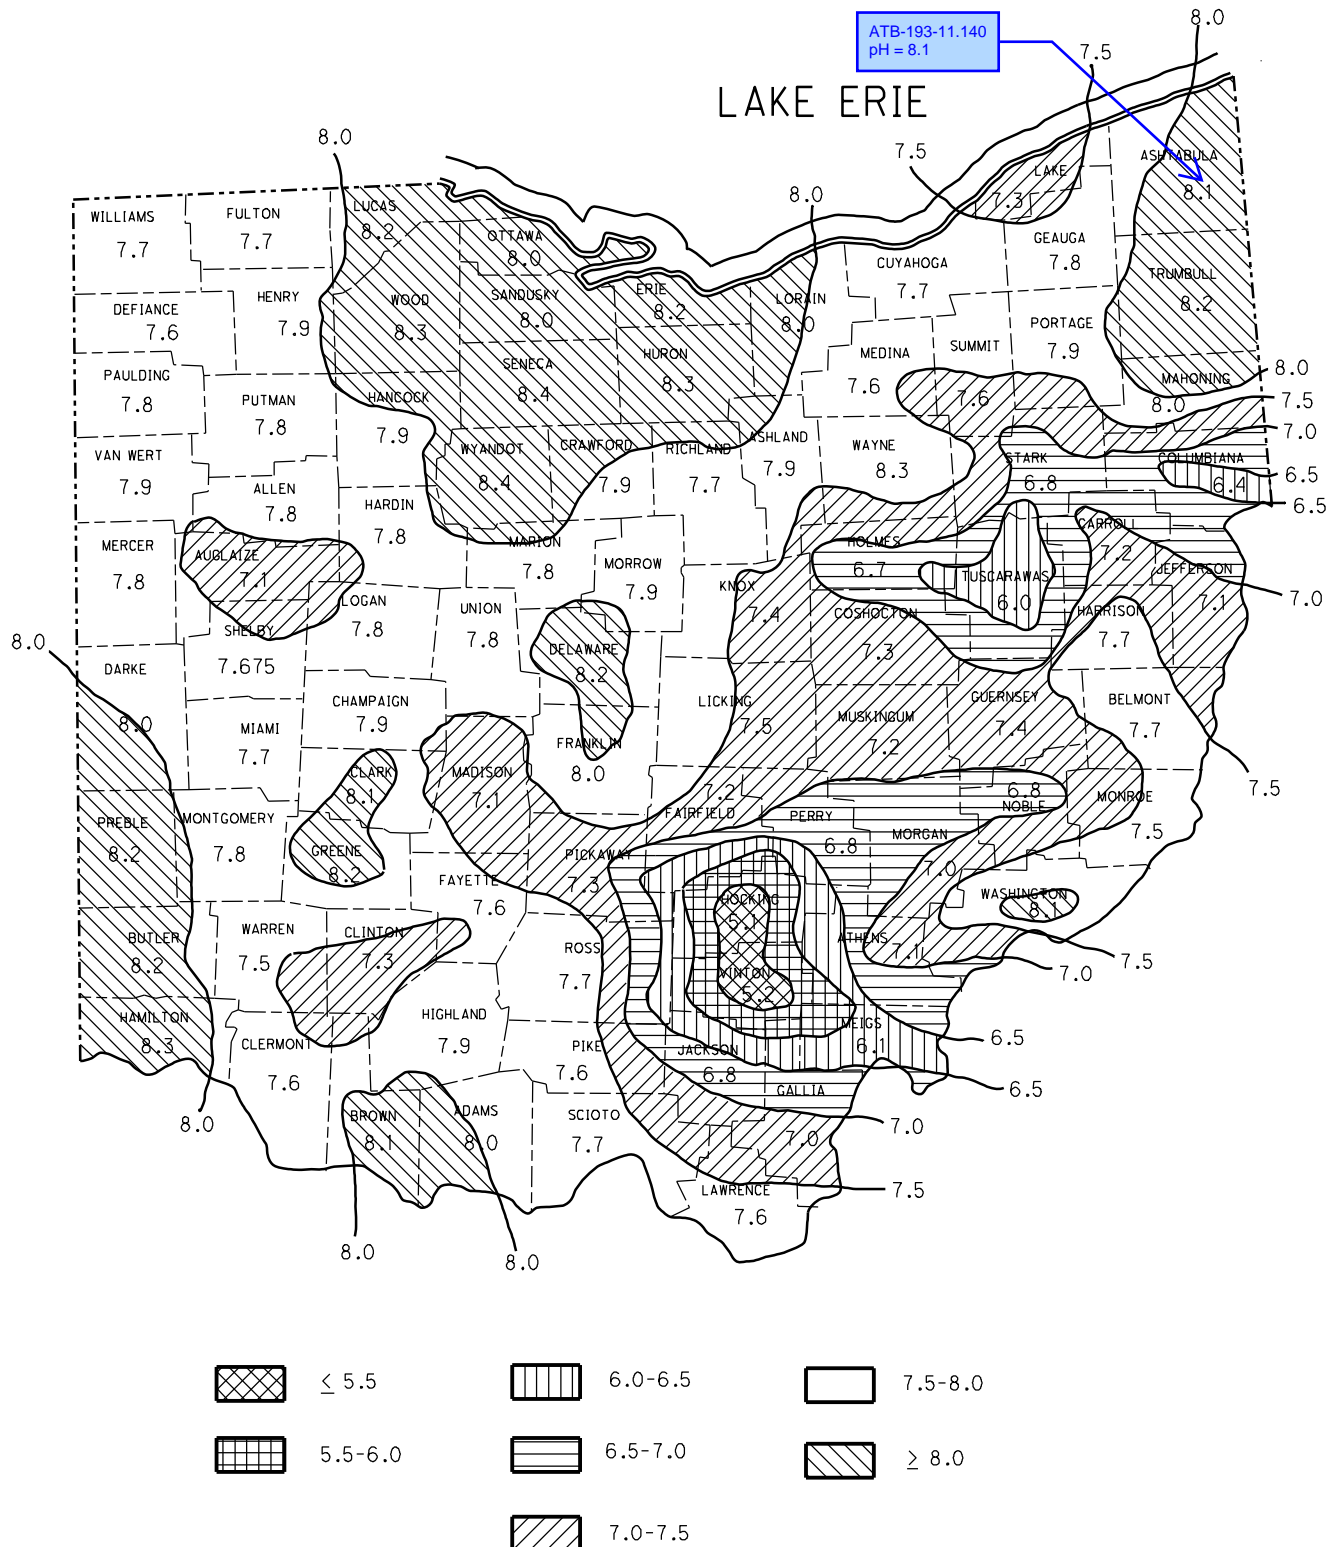 8.0
ATB-193-11.140
pH = 8.1
7.5
LAKE ERIE
8.0
7.5
ASHTABULA
8.1
LAKE
7.3
8.0
WILLIAMS
7.7
FULTON
7.7
LUCAS
8.2
OTTAWA
8.0
GEAUGA
7.8
CUYAHOGA
7.7
TRUMBULL
8.2
DEFIANCE
7.6
HENRY
7.9
WOOD
8.3
SANDUSKY
8.0
ERIE
8.2
LORAIN
8.0
PORTAGE
7.9
SUMMIT
7.6
MEDINA
7.6
HURON
8.3
SENECA
8.4
PAULDING
7.8
PUTMAN
7.8
HANCOCK
7.9
MAHONING
8.0
8.0
7.5
7.0
6.5
6.5
VAN WERT
7.9
ALLEN
7.8
HARDIN
7.8
WYANDOT
8.4
CRAWFORD
7.9
RICHLAND
7.7
ASHLAND
7.9
WAYNE
8.3
STARK
6.8
COLUMBIANA
6.4
MERCER
7.8
AUGLAIZE
7.1
MARION
7.8
MORROW
7.9
KNOX
7.4
HOLMES
6.7
TUSCARAWAS
6.0
CARROLL
7.2
JEFFERSON
7.1
7.0
8.0
SHELBY
7.675
LOGAN
7.8
UNION
7.8
DELAWARE
8.2
COSHOCTON
7.3
HARRISON
7.7
DARKE
8.0
MIAMI
7.7
CHAMPAIGN
7.9
FRANKLIN
8.0
LICKING
7.5
MUSKINGUM
7.2
GUERNSEY
7.4
BELMONT
7.7
7.5
CLARK
8.1
MADISON
7.1
7.2
FAIRFIELD
PERRY
6.8
6.8
NOBLE
MONROE
7.5
PREBLE
8.2
MONTGOMERY
7.8
GREENE
8.2
FAYETTE
7.6
PICKAWAY
7.3
HOCKING
5.1
MORGAN
7.0
WASHINGTON
8.1
BUTLER
8.2
WARREN
7.5
CLINTON
7.3
ROSS
7.7
VINTON
5.2
ATHENS
7.1
7.0
7.5
HAMILTON
8.3
CLERMONT
7.6
HIGHLAND
7.9
PIKE
7.6
JACKSON
6.8
MEIGS
6.1
6.5
6.5
GALLIA
7.0
7.0
8.0
BROWN
8.1
ADAMS
8.0
SCIOTO
7.7
LAWRENCE
7.6
7.5
8.0
8.0
≤ 5.5
6.0-6.5
7.5-8.0
5.5-6.0
6.5-7.0
≥ 8.0
7.0-7.5